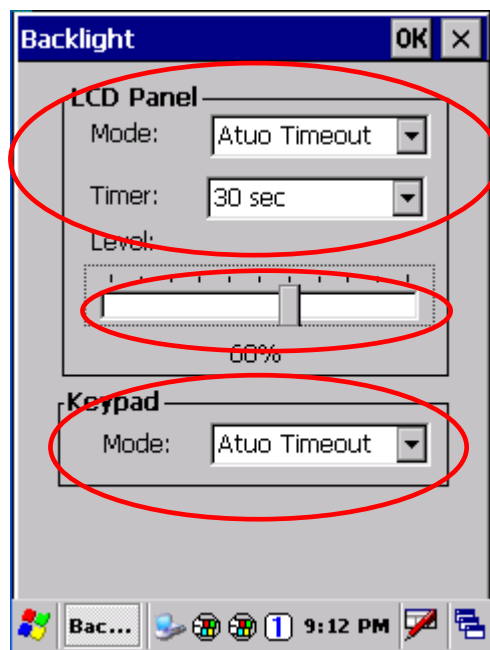 Backlight OK ×
LCD Panel
Mode: Atuo Timeout
Timer: 30 sec
Level:
60%
Keypad
Mode: Atuo Timeout
Bac... 1 9:12 PM